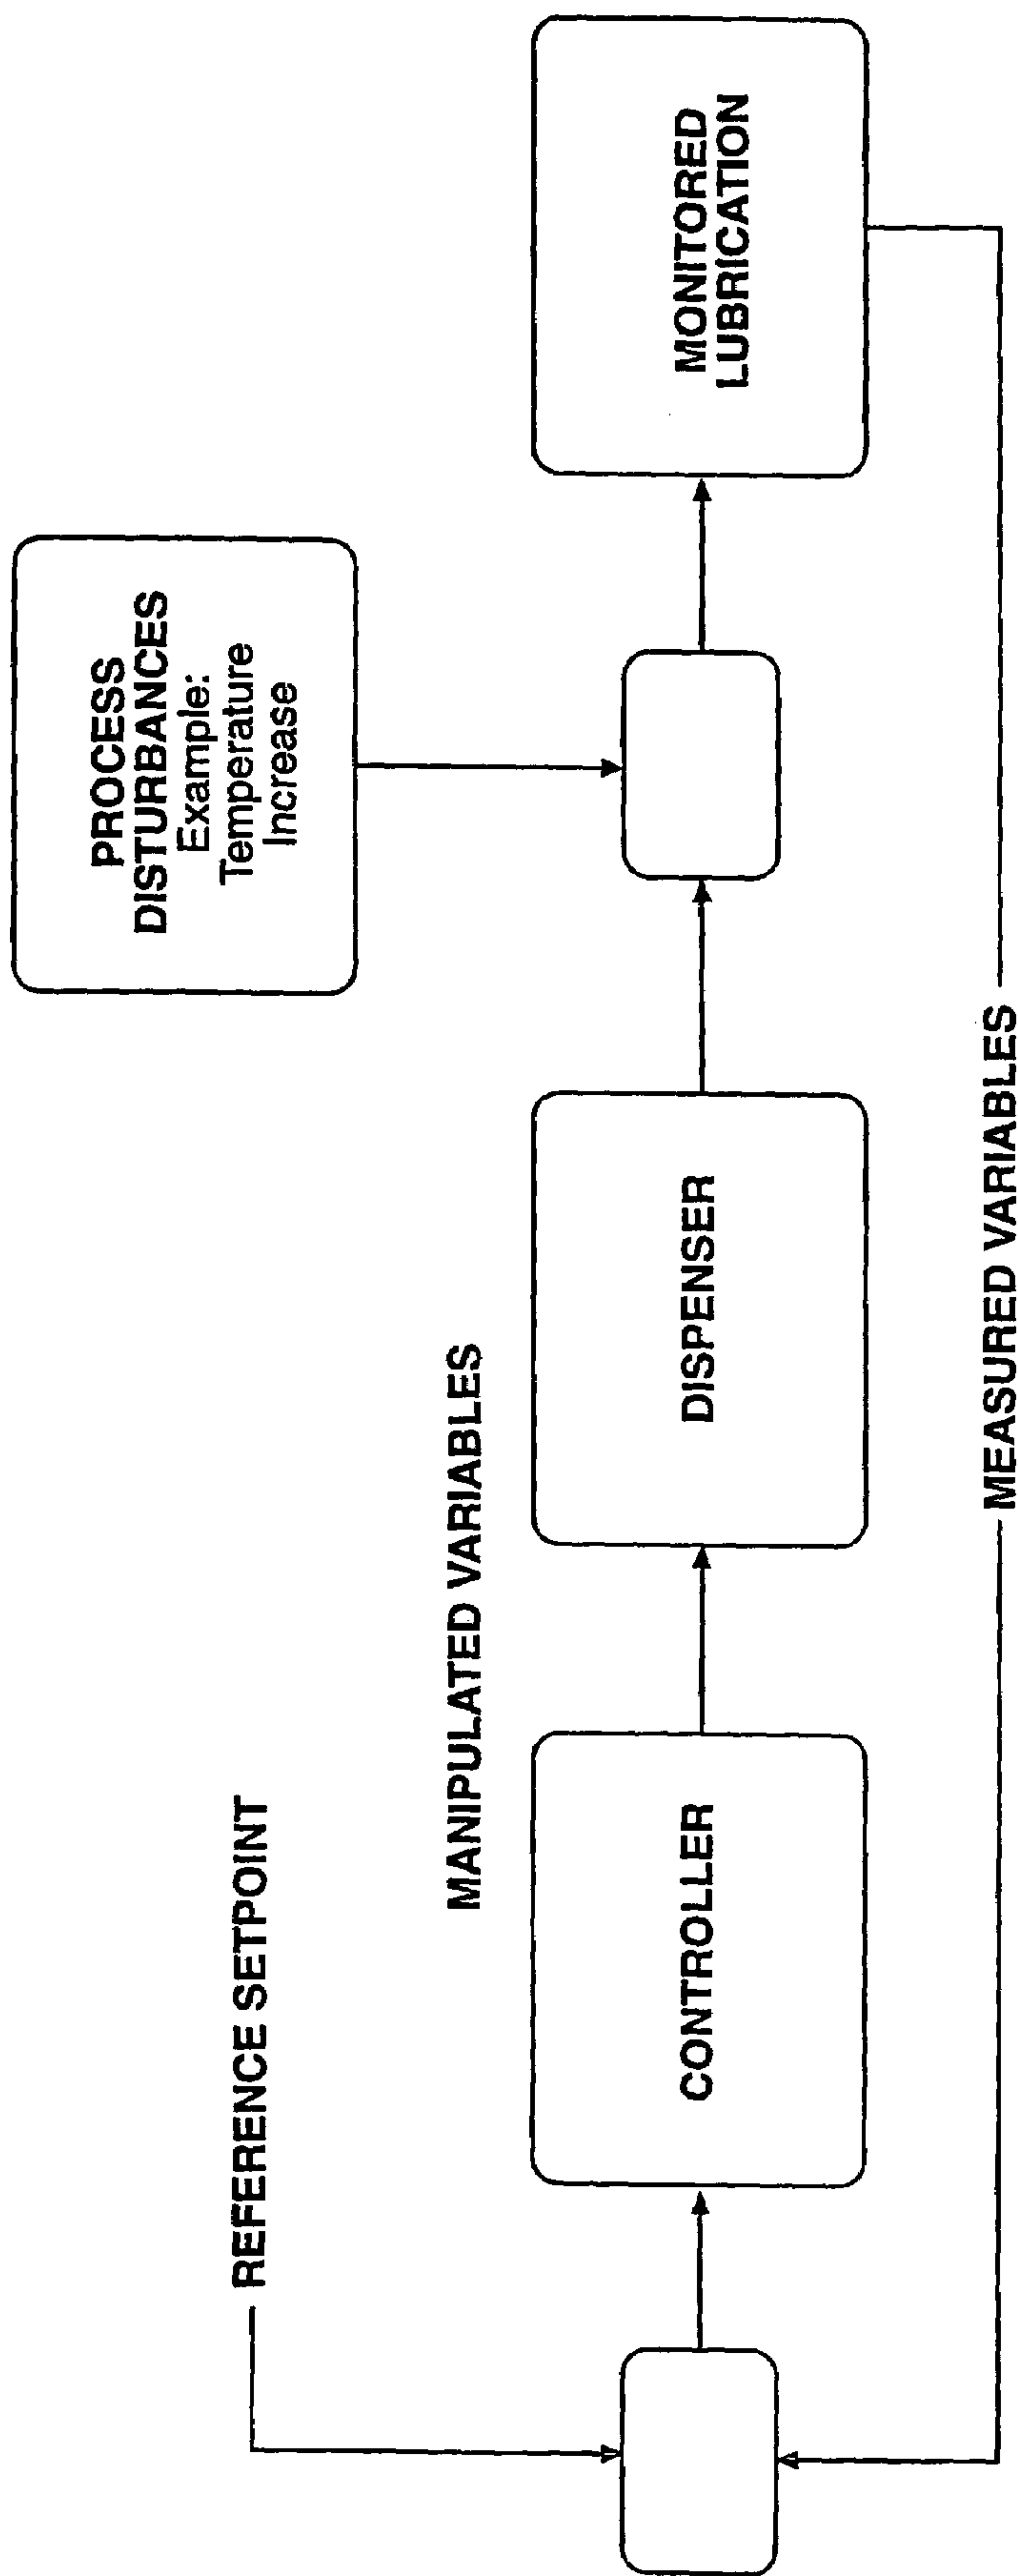 REFERENCE SETPOINT
MANIPULATED VARIABLES
CONTROLLER
DISPENSER
PROCESS
DISTURBANCES
Example:
Temperature
Increase
MONITORED
LUBRICATION
MEASURED VARIABLES